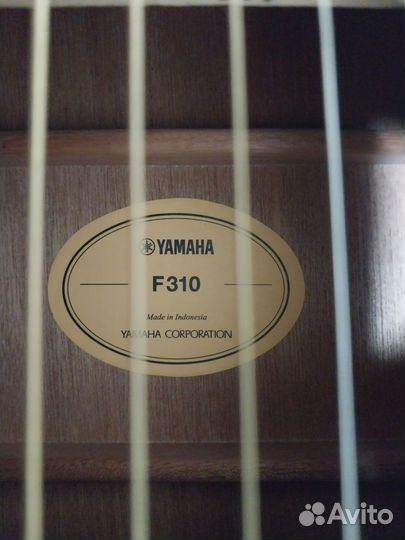 YAMAHA
F310
Made in Indonesia
YAMAHA CORPORATION
Avito